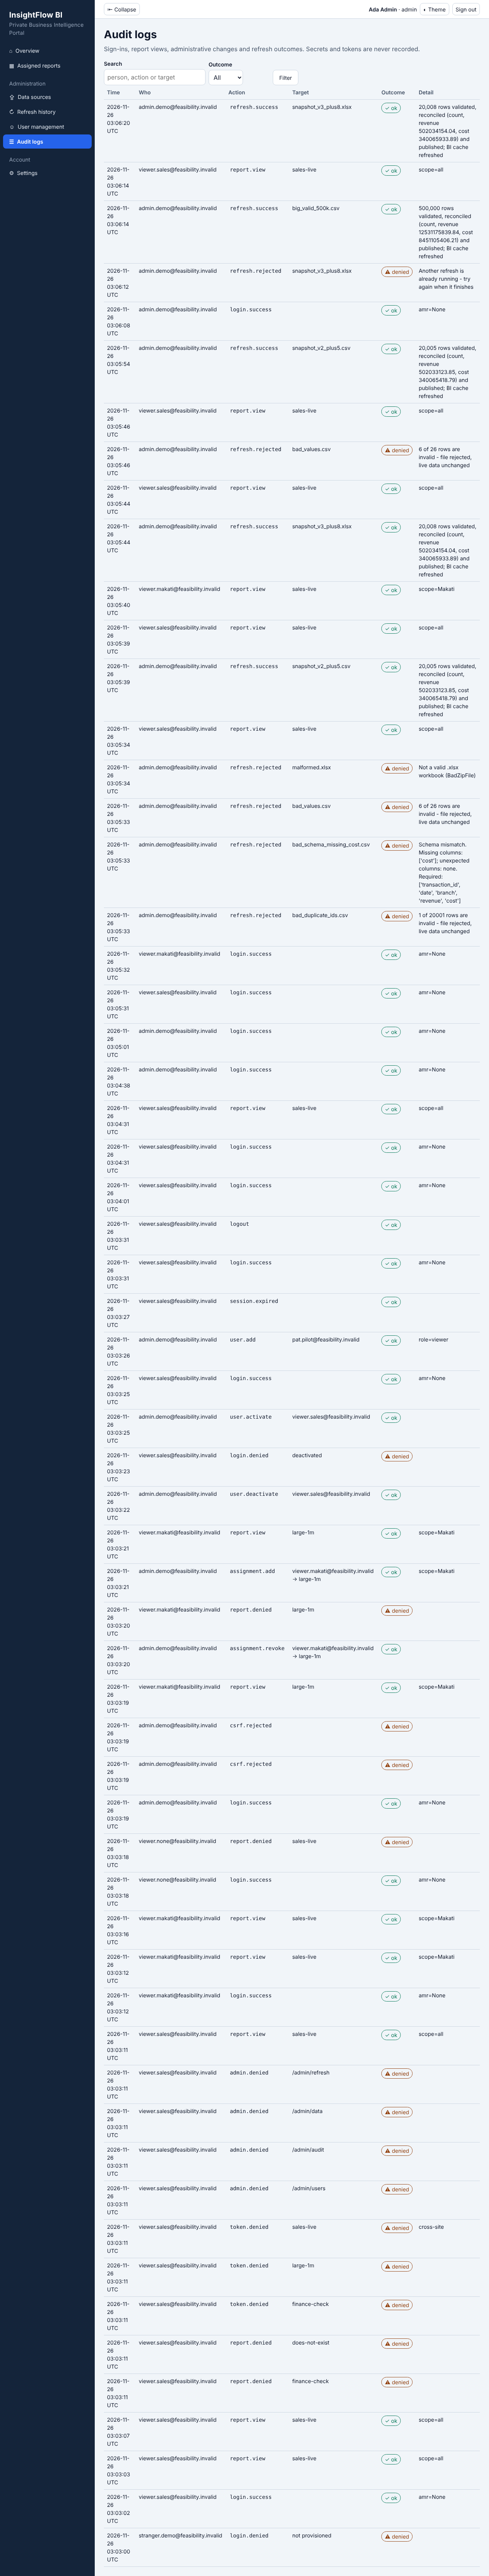 InsightFlow BI
Private Business Intelligence
Portal
Overview
Assigned reports
Administration
Data sources
Refresh history
User management
Audit logs
Account
Settings
⇤ Collapse
Ada Admin · admin
Theme
Sign out
Audit logs
Sign-ins, report views, administrative changes and refresh outcomes. Secrets and tokens are never recorded.
Search
Outcome
person, action or target
All
Filter
Time Who Action Target Outcome Detail
2026-11- admin.demo@feasibility.invalid refresh.success snapshot_v3_plus8.xlsx ✓ ok 20,008 rows validated,
26 reconciled (count,
03:06:20 revenue
UTC 502034154.04, cost
340065933.89) and
published; BI cache
refreshed
2026-11- viewer.sales@feasibility.invalid report.view sales-live ✓ ok scope=all
26
03:06:14
UTC
2026-11- admin.demo@feasibility.invalid refresh.success big_valid_500k.csv ✓ ok 500,000 rows
26 validated, reconciled
03:06:14 (count, revenue
UTC 12531175839.84, cost
8451105406.21) and
published; BI cache
refreshed
2026-11- admin.demo@feasibility.invalid refresh.rejected snapshot_v3_plus8.xlsx ⚠ denied Another refresh is
26 already running - try
03:06:12 again when it finishes
UTC
2026-11- admin.demo@feasibility.invalid login.success ✓ ok amr=None
26
03:06:08
UTC
2026-11- admin.demo@feasibility.invalid refresh.success snapshot_v2_plus5.csv ✓ ok 20,005 rows validated,
26 reconciled (count,
03:05:54 revenue
UTC 502033123.85, cost
340065418.79) and
published; BI cache
refreshed
2026-11- viewer.sales@feasibility.invalid report.view sales-live ✓ ok scope=all
26
03:05:46
UTC
2026-11- admin.demo@feasibility.invalid refresh.rejected bad_values.csv ⚠ denied 6 of 26 rows are
26 invalid - file rejected,
03:05:46 live data unchanged
UTC
2026-11- viewer.sales@feasibility.invalid report.view sales-live ✓ ok scope=all
26
03:05:44
UTC
2026-11- admin.demo@feasibility.invalid refresh.success snapshot_v3_plus8.xlsx ✓ ok 20,008 rows validated,
26 reconciled (count,
03:05:44 revenue
UTC 502034154.04, cost
340065933.89) and
published; BI cache
refreshed
2026-11- viewer.makati@feasibility.invalid report.view sales-live ✓ ok scope=Makati
26
03:05:40
UTC
2026-11- viewer.sales@feasibility.invalid report.view sales-live ✓ ok scope=all
26
03:05:39
UTC
2026-11- admin.demo@feasibility.invalid refresh.success snapshot_v2_plus5.csv ✓ ok 20,005 rows validated,
26 reconciled (count,
03:05:39 revenue
UTC 502033123.85, cost
340065418.79) and
published; BI cache
refreshed
2026-11- viewer.sales@feasibility.invalid report.view sales-live ✓ ok scope=all
26
03:05:34
UTC
2026-11- admin.demo@feasibility.invalid refresh.rejected malformed.xlsx ⚠ denied Not a valid .xlsx
26 workbook (BadZipFile)
03:05:34
UTC
2026-11- admin.demo@feasibility.invalid refresh.rejected bad_values.csv ⚠ denied 6 of 26 rows are
26 invalid - file rejected,
03:05:33 live data unchanged
UTC
2026-11- admin.demo@feasibility.invalid refresh.rejected bad_schema_missing_cost.csv ⚠ denied Schema mismatch.
26 Missing columns:
03:05:33 ['cost']; unexpected
UTC columns: none.
Required:
['transaction_id',
'date', 'branch',
'revenue', 'cost']
2026-11- admin.demo@feasibility.invalid refresh.rejected bad_duplicate_ids.csv ⚠ denied 1 of 20001 rows are
26 invalid - file rejected,
03:05:33 live data unchanged
UTC
2026-11- viewer.makati@feasibility.invalid login.success ✓ ok amr=None
26
03:05:32
UTC
2026-11- viewer.sales@feasibility.invalid login.success ✓ ok amr=None
26
03:05:31
UTC
2026-11- admin.demo@feasibility.invalid login.success ✓ ok amr=None
26
03:05:01
UTC
2026-11- admin.demo@feasibility.invalid login.success ✓ ok amr=None
26
03:04:38
UTC
2026-11- viewer.sales@feasibility.invalid report.view sales-live ✓ ok scope=all
26
03:04:31
UTC
2026-11- viewer.sales@feasibility.invalid login.success ✓ ok amr=None
26
03:04:31
UTC
2026-11- viewer.sales@feasibility.invalid login.success ✓ ok amr=None
26
03:04:01
UTC
2026-11- viewer.sales@feasibility.invalid logout ✓ ok
26
03:03:31
UTC
2026-11- viewer.sales@feasibility.invalid login.success ✓ ok amr=None
26
03:03:31
UTC
2026-11- viewer.sales@feasibility.invalid session.expired ✓ ok
26
03:03:27
UTC
2026-11- admin.demo@feasibility.invalid user.add pat.pilot@feasibility.invalid ✓ ok role=viewer
26
03:03:26
UTC
2026-11- viewer.sales@feasibility.invalid login.success ✓ ok amr=None
26
03:03:25
UTC
2026-11- admin.demo@feasibility.invalid user.activate viewer.sales@feasibility.invalid ✓ ok
26
03:03:25
UTC
2026-11- viewer.sales@feasibility.invalid login.denied deactivated ⚠ denied
26
03:03:23
UTC
2026-11- admin.demo@feasibility.invalid user.deactivate viewer.sales@feasibility.invalid ✓ ok
26
03:03:22
UTC
2026-11- viewer.makati@feasibility.invalid report.view large-1m ✓ ok scope=Makati
26
03:03:21
UTC
2026-11- admin.demo@feasibility.invalid assignment.add viewer.makati@feasibility.invalid ✓ ok scope=Makati
26 → large-1m
03:03:21
UTC
2026-11- viewer.makati@feasibility.invalid report.denied large-1m ⚠ denied
26
03:03:20
UTC
2026-11- admin.demo@feasibility.invalid assignment.revoke viewer.makati@feasibility.invalid ✓ ok
26 → large-1m
03:03:20
UTC
2026-11- viewer.makati@feasibility.invalid report.view large-1m ✓ ok scope=Makati
26
03:03:19
UTC
2026-11- admin.demo@feasibility.invalid csrf.rejected ⚠ denied
26
03:03:19
UTC
2026-11- admin.demo@feasibility.invalid csrf.rejected ⚠ denied
26
03:03:19
UTC
2026-11- admin.demo@feasibility.invalid login.success ✓ ok amr=None
26
03:03:19
UTC
2026-11- viewer.none@feasibility.invalid report.denied sales-live ⚠ denied
26
03:03:18
UTC
2026-11- viewer.none@feasibility.invalid login.success ✓ ok amr=None
26
03:03:18
UTC
2026-11- viewer.makati@feasibility.invalid report.view sales-live ✓ ok scope=Makati
26
03:03:16
UTC
2026-11- viewer.makati@feasibility.invalid report.view sales-live ✓ ok scope=Makati
26
03:03:12
UTC
2026-11- viewer.makati@feasibility.invalid login.success ✓ ok amr=None
26
03:03:12
UTC
2026-11- viewer.sales@feasibility.invalid report.view sales-live ✓ ok scope=all
26
03:03:11
UTC
2026-11- viewer.sales@feasibility.invalid admin.denied /admin/refresh ⚠ denied
26
03:03:11
UTC
2026-11- viewer.sales@feasibility.invalid admin.denied /admin/data ⚠ denied
26
03:03:11
UTC
2026-11- viewer.sales@feasibility.invalid admin.denied /admin/audit ⚠ denied
26
03:03:11
UTC
2026-11- viewer.sales@feasibility.invalid admin.denied /admin/users ⚠ denied
26
03:03:11
UTC
2026-11- viewer.sales@feasibility.invalid token.denied sales-live ⚠ denied cross-site
26
03:03:11
UTC
2026-11- viewer.sales@feasibility.invalid token.denied large-1m ⚠ denied
26
03:03:11
UTC
2026-11- viewer.sales@feasibility.invalid token.denied finance-check ⚠ denied
26
03:03:11
UTC
2026-11- viewer.sales@feasibility.invalid report.denied does-not-exist ⚠ denied
26
03:03:11
UTC
2026-11- viewer.sales@feasibility.invalid report.denied finance-check ⚠ denied
26
03:03:11
UTC
2026-11- viewer.sales@feasibility.invalid report.view sales-live ✓ ok scope=all
26
03:03:07
UTC
2026-11- viewer.sales@feasibility.invalid report.view sales-live ✓ ok scope=all
26
03:03:03
UTC
2026-11- viewer.sales@feasibility.invalid login.success ✓ ok amr=None
26
03:03:02
UTC
2026-11- stranger.demo@feasibility.invalid login.denied not provisioned ⚠ denied
26
03:03:00
UTC